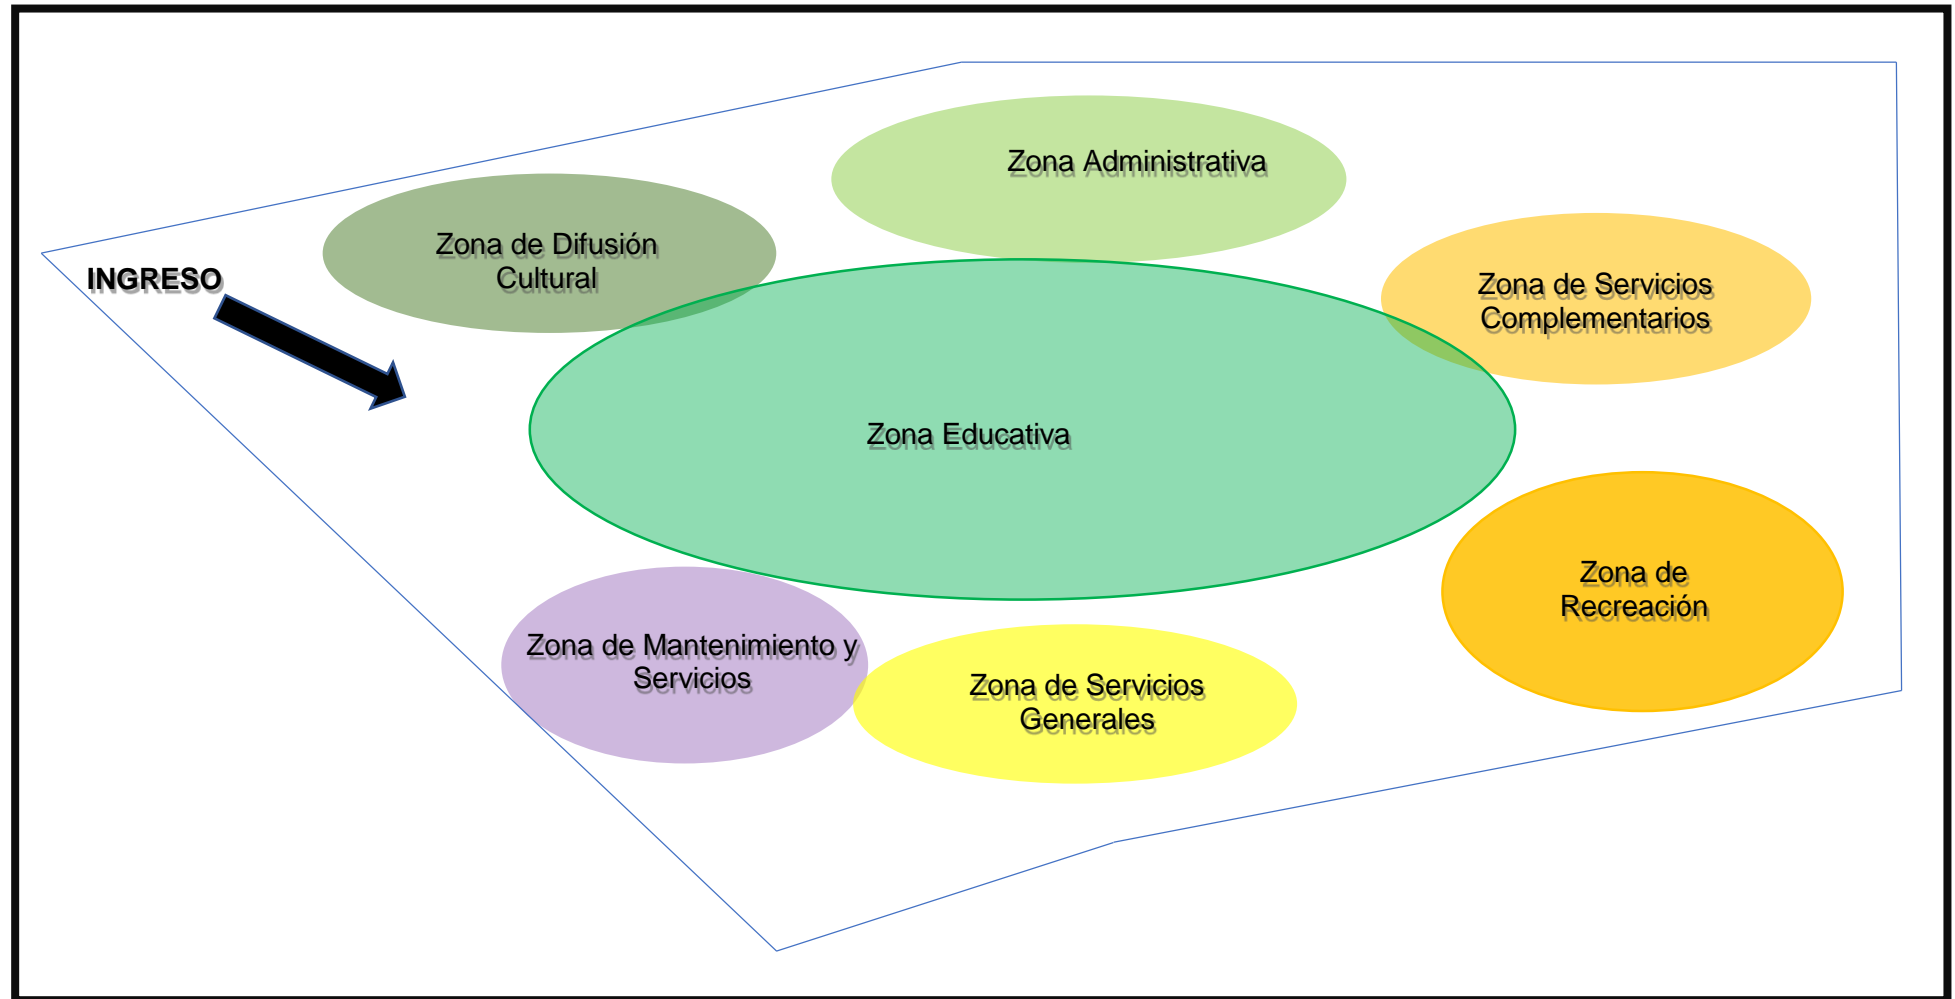 Zona Administrativa
Zona de Difusión
Cultural
INGRESO
Zona de Servicios
Complementarios
Zona Educativa
Zona de
Recreación
Zona de Mantenimiento y
Servicios
Zona de Servicios
Generales